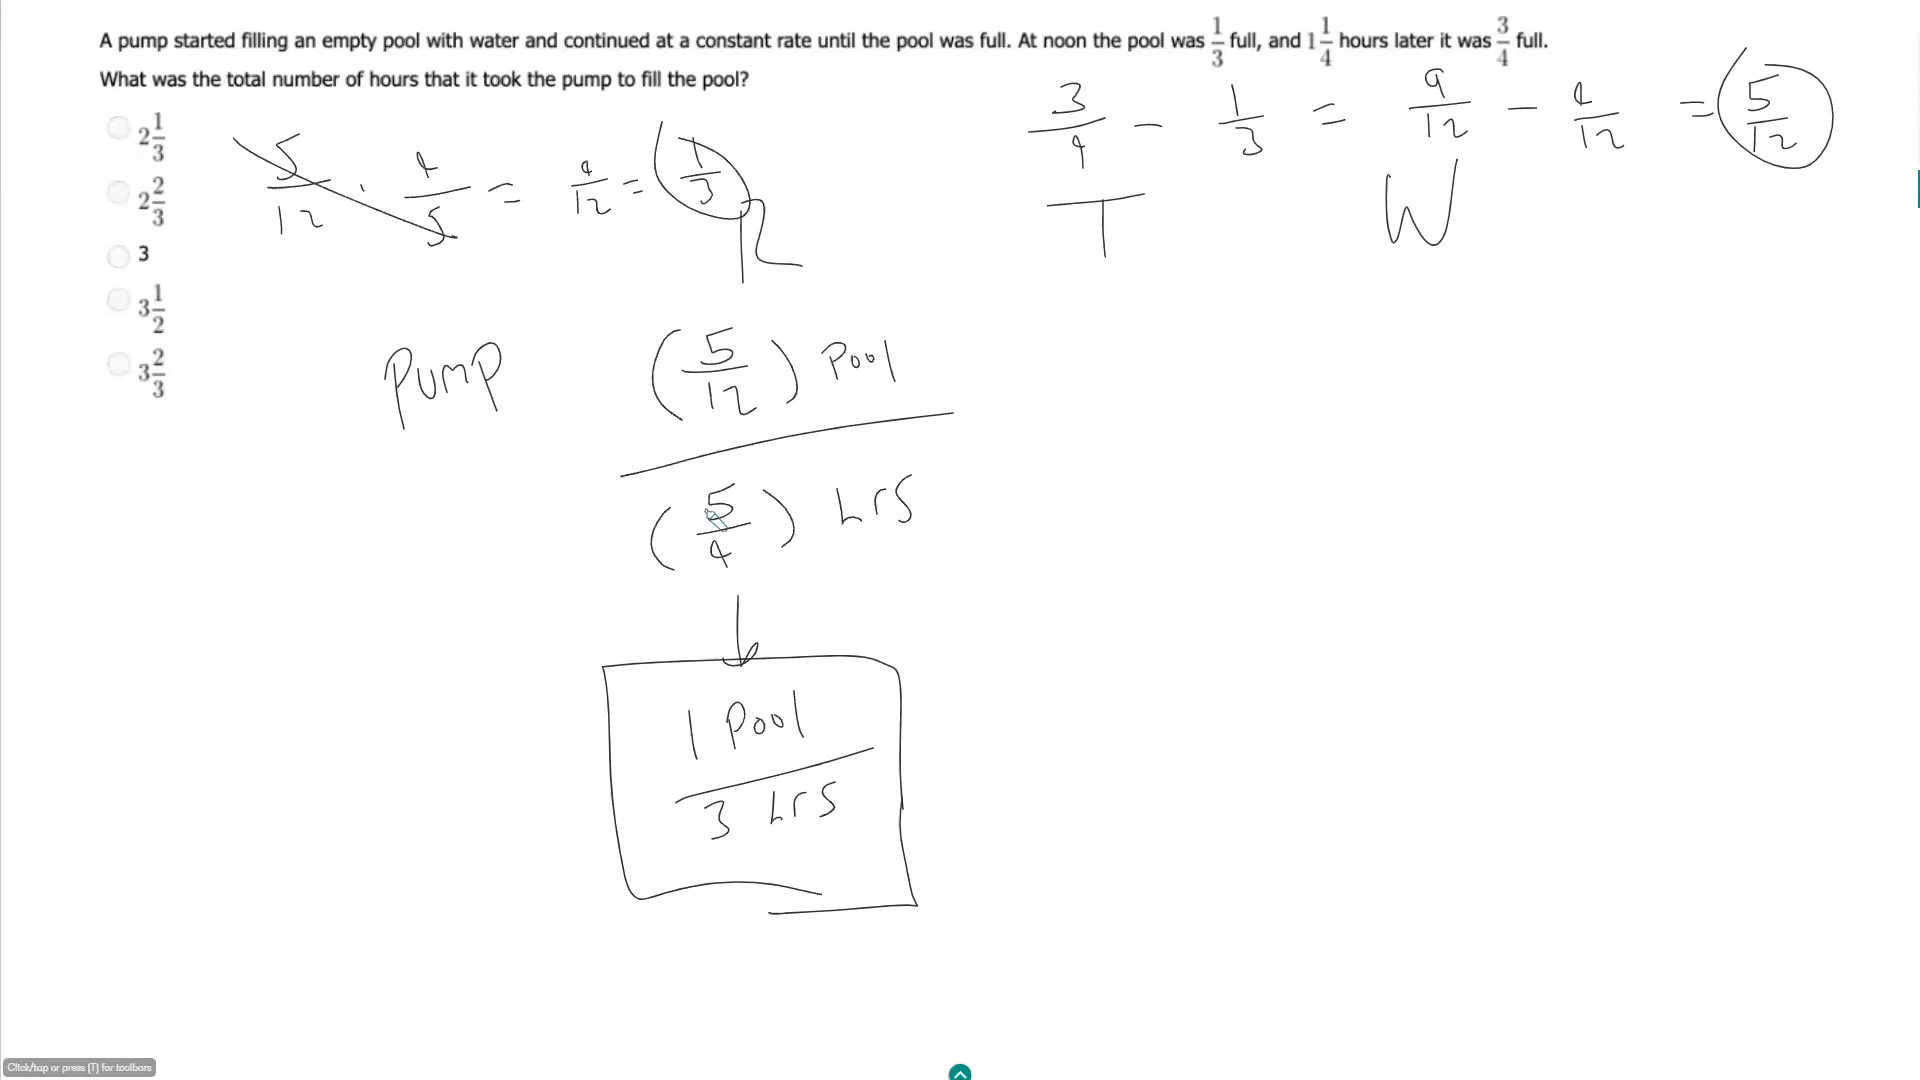 A pump started filling an empty pool with water and continued at a constant rate until the pool was full. At noon the pool was 1/3 full, and 1 1/4 hours later it was 3/4 full.
What was the total number of hours that it took the pump to fill the pool?
2 1/3
2 2/3
3
3 1/2
3 2/3
3/4 - 1/3 = 9/12 - 4/12 = 5/12
T W
5/12 · 4/5 = 4/12 = 1/3
R
Pump (5/12) Pool
(5/4) hrs
1 Pool
3 hrs
Click/tap or press [T] for toolbars